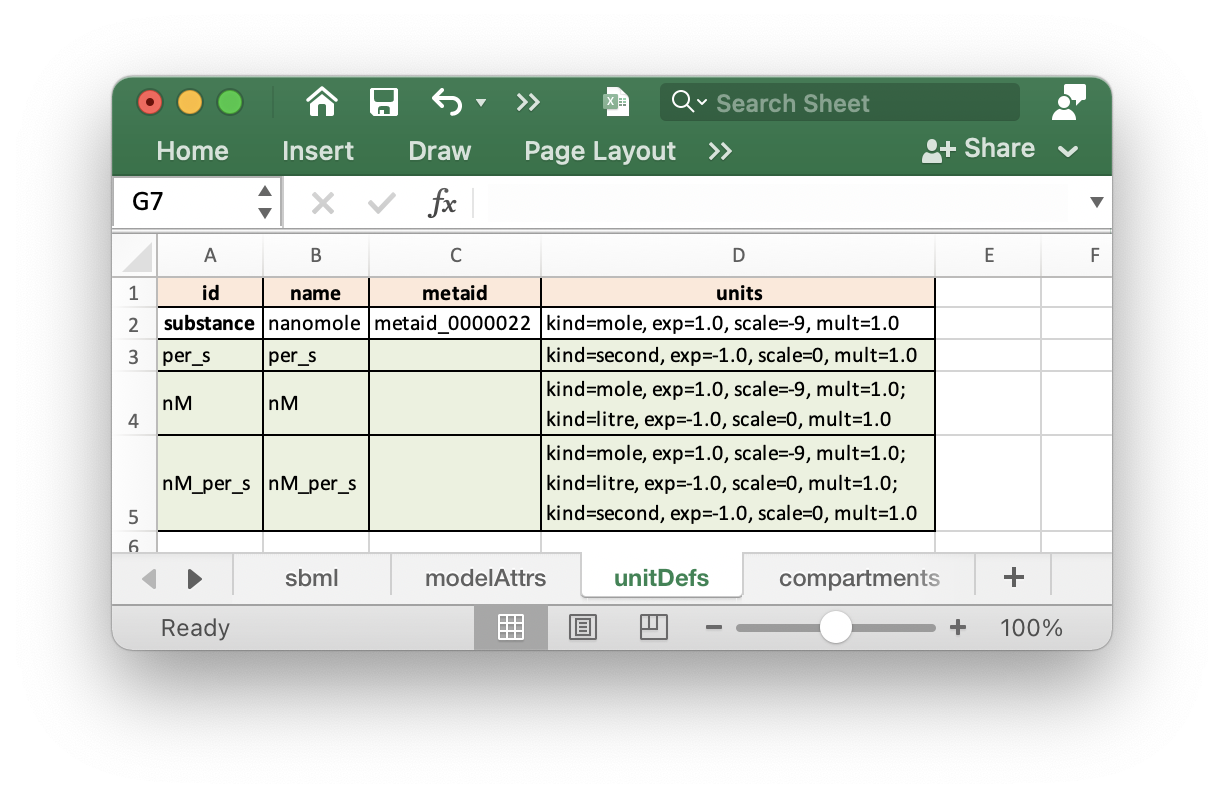 Search Sheet
Home Insert Draw Page Layout >> Share
G7 fx
A B C D E F
1 id name metaid units
2 substance nanomole metaid_0000022 kind=mole, exp=1.0, scale=-9, mult=1.0
3 per_s per_s kind=second, exp=-1.0, scale=0, mult=1.0
4 nM nM kind=mole, exp=1.0, scale=-9, mult=1.0;
kind=litre, exp=-1.0, scale=0, mult=1.0
5 nM_per_s nM_per_s kind=mole, exp=1.0, scale=-9, mult=1.0;
kind=litre, exp=-1.0, scale=0, mult=1.0;
kind=second, exp=-1.0, scale=0, mult=1.0
6
sbml modelAttrs unitDefs compartments +
Ready 100%